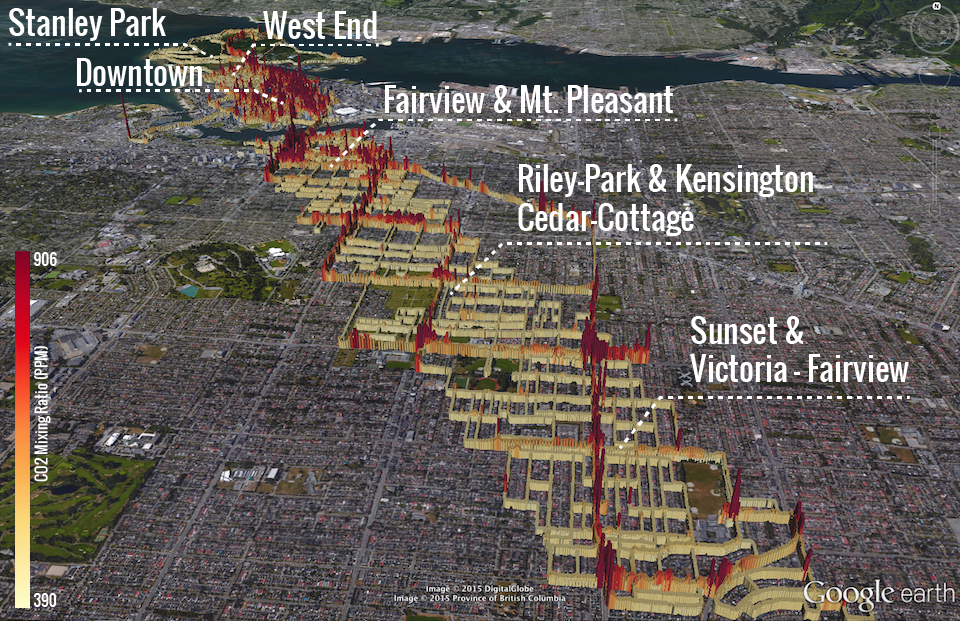 Stanley Park
West End
Downtown
Fairview & Mt. Pleasant
Riley-Park & Kensington
Cedar-Cottage
Sunset &
Victoria - Fairview
906
CO2 Mixing Ratio (PPM)
390
N
Image © 2015 DigitalGlobe
Image © 2015 Province of British Columbia
Google earth